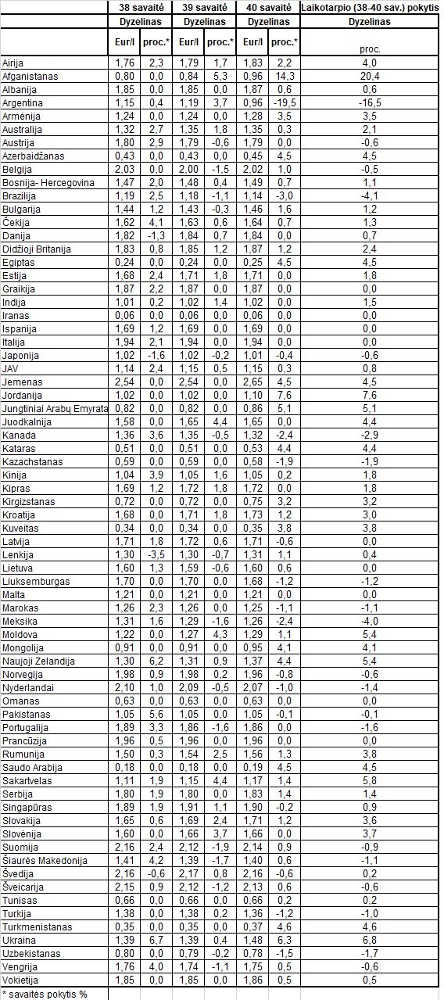 38 savaitė 39 savaitė 40 savaitė Laikotarpio (38-40 sav.) pokytis
Dyzelinas Dyzelinas Dyzelinas Dyzelinas
Eur/l proc.* Eur/l proc.* Eur/l proc.* proc.
Airija 1,76 2,3 1,79 1,7 1,83 2,2 4,0
Afganistanas 0,80 0,0 0,84 5,3 0,96 14,3 20,4
Albanija 1,85 0,0 1,85 0,0 1,87 0,6 0,6
Argentina 1,15 0,4 1,19 3,7 0,96 -19,5 -16,5
Armėnija 1,24 0,0 1,24 0,0 1,28 3,5 3,5
Australija 1,32 2,7 1,35 1,8 1,35 0,3 2,1
Austrija 1,80 2,9 1,79 -0,6 1,79 0,0 -0,6
Azerbaidžanas 0,43 0,0 0,43 0,0 0,45 4,5 4,5
Belgija 2,03 0,0 2,00 -1,5 2,02 1,0 -0,5
Bosnija- Hercegovina 1,47 2,0 1,48 0,4 1,49 0,7 1,1
Brazilija 1,19 2,5 1,18 -1,1 1,14 -3,0 -4,1
Bulgarija 1,44 1,2 1,43 -0,3 1,46 1,6 1,2
Čekija 1,62 4,1 1,63 0,6 1,64 0,7 1,3
Danija 1,82 -1,3 1,84 0,7 1,84 0,0 0,7
Didžioji Britanija 1,83 0,8 1,85 1,2 1,87 1,2 2,4
Egiptas 0,24 0,0 0,24 0,0 0,25 4,5 4,5
Estija 1,68 2,4 1,71 1,8 1,71 0,0 1,8
Graikija 1,87 2,2 1,87 0,0 1,87 0,0 0,0
Indija 1,01 0,2 1,02 1,4 1,02 0,0 1,5
Iranas 0,06 0,0 0,06 0,0 0,06 0,0 0,0
Ispanija 1,69 1,2 1,69 0,0 1,69 0,0 0,0
Italija 1,94 2,1 1,94 0,0 1,94 0,0 0,0
Japonija 1,02 -1,6 1,02 -0,2 1,01 -0,4 -0,6
JAV 1,14 2,4 1,15 0,5 1,15 0,3 0,8
Jemenas 2,54 0,0 2,54 0,0 2,65 4,5 4,5
Jordanija 1,02 0,0 1,02 0,0 1,10 7,6 7,6
Jungtiniai Arabų Emyrata 0,82 0,0 0,82 0,0 0,86 5,1 5,1
Juodkalnija 1,58 0,0 1,65 4,4 1,65 0,0 4,4
Kanada 1,36 3,6 1,35 -0,5 1,32 -2,4 -2,9
Kataras 0,51 0,0 0,51 0,0 0,53 4,4 4,4
Kazachstanas 0,59 0,0 0,59 0,0 0,58 -1,9 -1,9
Kinija 1,04 3,9 1,05 1,6 1,05 0,2 1,8
Kipras 1,69 1,2 1,72 1,8 1,72 0,0 1,8
Kirgizstanas 0,72 0,0 0,72 0,0 0,75 3,2 3,2
Kroatija 1,68 0,0 1,71 1,8 1,73 1,2 3,0
Kuveitas 0,34 0,0 0,34 0,0 0,35 3,8 3,8
Latvija 1,71 1,8 1,72 0,6 1,71 -0,6 0,0
Lenkija 1,30 -3,5 1,30 -0,7 1,31 1,1 0,4
Lietuva 1,60 1,3 1,59 -0,6 1,60 0,6 0,0
Liuksemburgas 1,70 0,0 1,70 0,0 1,68 -1,2 -1,2
Malta 1,21 0,0 1,21 0,0 1,21 0,0 0,0
Marokas 1,26 2,3 1,26 0,0 1,25 -1,1 -1,1
Meksika 1,31 1,6 1,29 -1,6 1,26 -2,4 -4,0
Moldova 1,22 0,0 1,27 4,3 1,29 1,1 5,4
Mongolija 0,91 0,0 0,91 0,0 0,95 4,1 4,1
Naujoji Zelandija 1,30 6,2 1,31 0,9 1,37 4,4 5,4
Norvegija 1,98 0,9 1,98 0,2 1,96 -0,8 -0,6
Nyderlandai 2,10 1,0 2,09 -0,5 2,07 -1,0 -1,4
Omanas 0,63 0,0 0,63 0,0 0,63 0,0 0,0
Pakistanas 1,05 5,6 1,05 0,0 1,05 -0,1 -0,1
Portugalija 1,89 3,3 1,86 -1,6 1,86 0,0 -1,6
Prancūzija 1,96 0,5 1,96 0,0 1,96 0,0 0,0
Rumunija 1,50 0,3 1,54 2,5 1,56 1,3 3,8
Saudo Arabija 0,18 0,0 0,18 0,0 0,19 4,5 4,5
Sakartvelas 1,11 1,9 1,15 4,4 1,17 1,4 5,8
Serbija 1,80 1,9 1,80 0,0 1,83 1,4 1,4
Singapūras 1,89 1,9 1,91 1,1 1,90 -0,2 0,9
Slovakija 1,65 0,6 1,69 2,4 1,71 1,2 3,6
Slovėnija 1,60 0,0 1,66 3,7 1,66 0,0 3,7
Suomija 2,16 2,4 2,12 -1,9 2,14 0,9 -0,9
Šiaurės Makedonija 1,41 4,2 1,39 -1,7 1,40 0,6 -1,1
Švedija 2,16 -0,6 2,17 0,8 2,16 -0,6 0,2
Šveicarija 2,15 0,9 2,12 -1,2 2,13 0,6 -0,6
Tunisas 0,66 0,0 0,66 0,0 0,66 0,2 0,2
Turkija 1,38 0,0 1,38 0,2 1,36 -1,2 -1,0
Turkmenistanas 0,35 0,0 0,35 0,0 0,37 4,6 4,6
Ukraina 1,39 6,7 1,39 0,4 1,48 6,3 6,8
Uzbekistanas 0,80 0,0 0,79 -0,2 0,78 -1,5 -1,7
Vengrija 1,76 4,0 1,74 -1,1 1,75 0,5 -0,6
Vokietija 1,85 0,0 1,85 0,0 1,86 0,5 0,5
* savaitės pokytis %